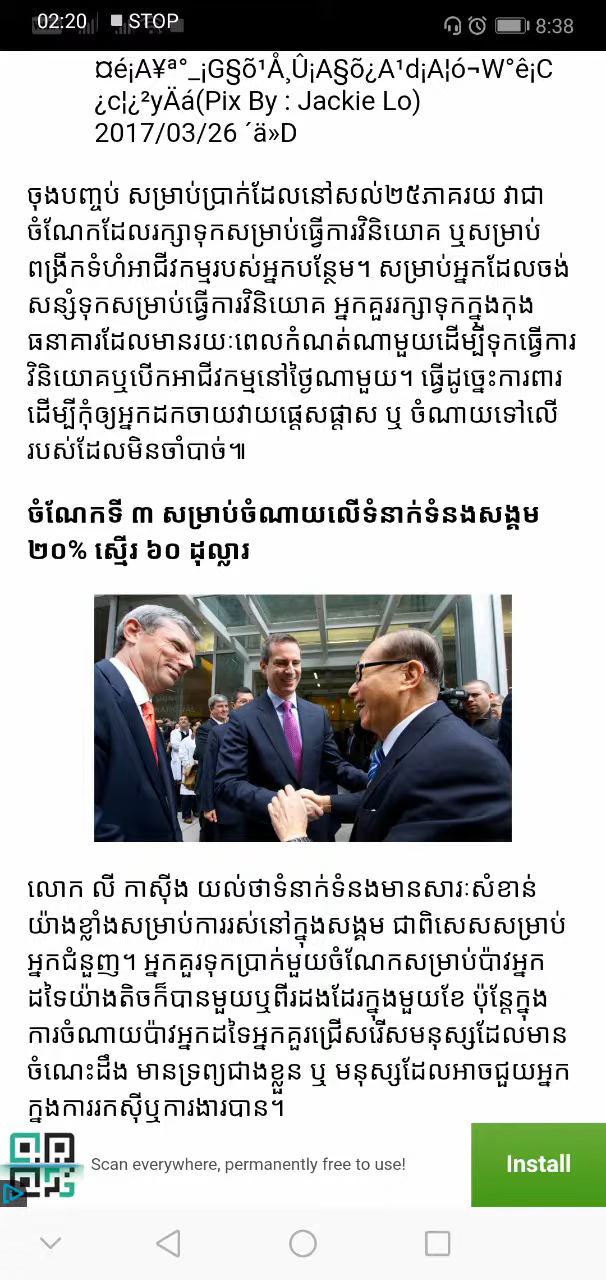 02:20 STOP 8:38
¤é¡A¥ª°_¡G§õ¹Å¸Û¡A§õ¿A¹d¡A¦ó¬W°ê¡C
¿c¦¿²yÄá(Pix By : Jackie Lo)
2017/03/26 ´ä»D
ចុងបញ្ចប់ សម្រាប់ប្រាក់ដែលនៅសល់២៥ភាគរយ វាជា
ចំណែកដែលរក្សាទុកសម្រាប់ធ្វើការវិនិយោគ ឬសម្រាប់
ពង្រីកទំហំអាជីវកម្មរបស់អ្នកបន្ថែម។ សម្រាប់អ្នកដែលចង់
សន្សំទុកសម្រាប់ធ្វើការវិនិយោគ អ្នកគួររក្សាទុកក្នុងកុង
ធនាគារដែលមានរយៈពេលកំណត់ណាមួយដើម្បីទុកធ្វើការ
វិនិយោគឬបើកអាជីវកម្មនៅថ្ងៃណាមួយ។ ធ្វើដូច្នេះការពារ
ដើម្បីកុំឲ្យអ្នកដកចាយវាយផ្តេសផ្តាស ឬ ចំណាយទៅលើ
របស់ដែលមិនចាំបាច់៕
ចំណែកទី ៣ សម្រាប់ចំណាយលើទំនាក់ទំនងសង្គម
២០% ស្មើរ ៦០ ដុល្លារ
លោក លី កាស៊ីង យល់ថាទំនាក់ទំនងមានសារៈសំខាន់
យ៉ាងខ្លាំងសម្រាប់ការរស់នៅក្នុងសង្គម ជាពិសេសសម្រាប់
អ្នកជំនួញ។ អ្នកគួរទុកប្រាក់មួយចំណែកសម្រាប់ប៉ាវអ្នក
ដទៃយ៉ាងតិចក៏បានមួយឬពីរដងដែរក្នុងមួយខែ ប៉ុន្តែក្នុង
ការចំណាយប៉ាវអ្នកដទៃអ្នកគួរជ្រើសរើសមនុស្សដែលមាន
ចំណេះដឹង មានទ្រព្យជាងខ្លួន ឬ មនុស្សដែលអាចជួយអ្នក
ក្នុងការរកស៊ីឬការងារបាន។
Scan everywhere, permanently free to use!
Install